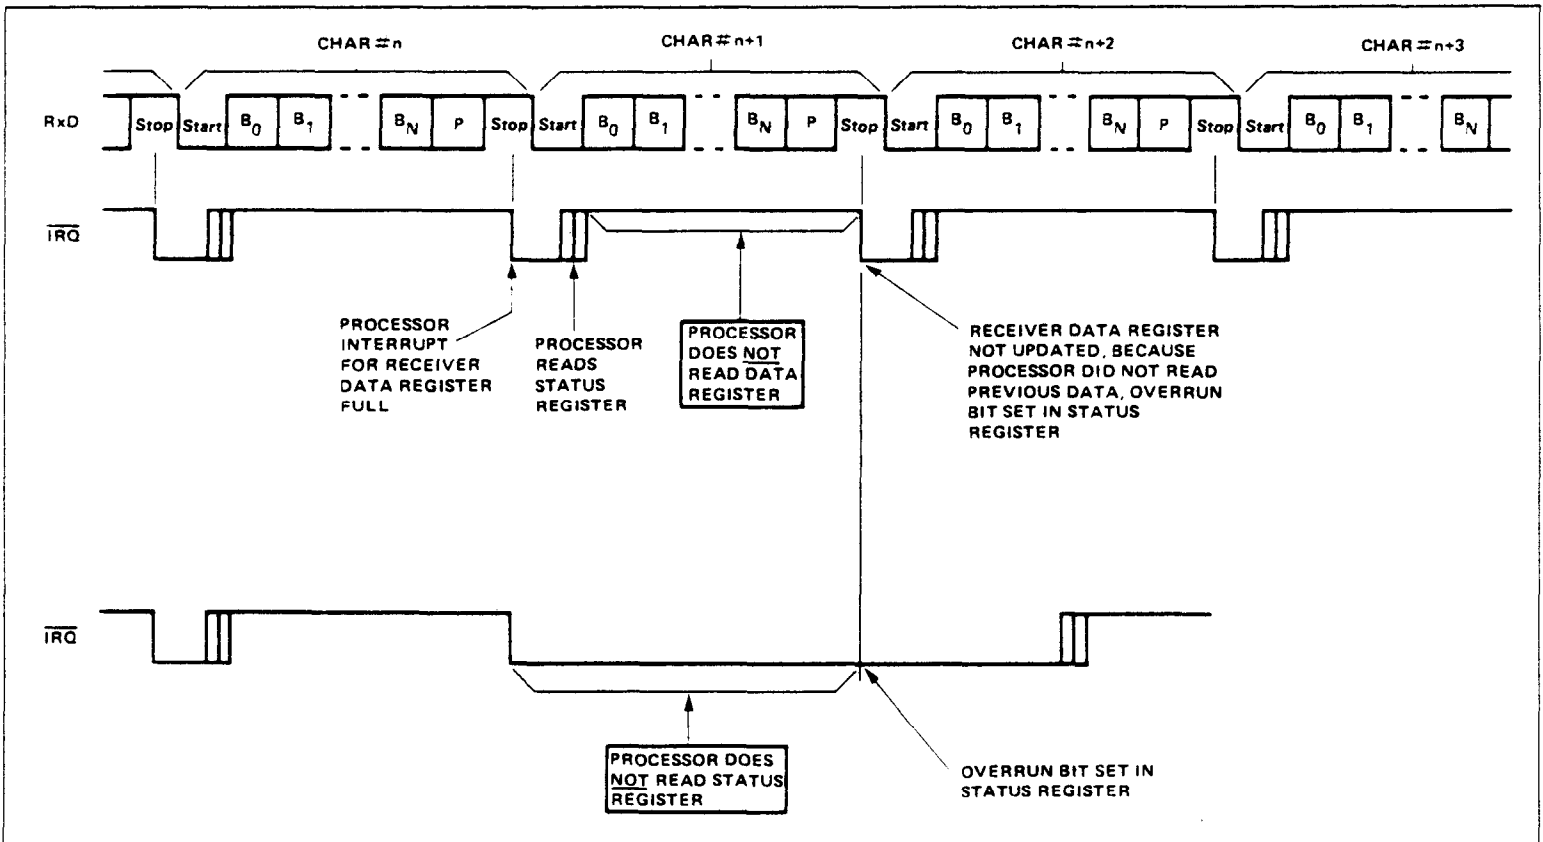 CHAR#n CHAR#n+1 CHAR#n+2 CHAR#n+3
RxD Stop Start B0 B1 BN P Stop Start B0 B1 BN P Stop Start B0 B1 BN P Stop Start B0 B1 BN
IRQ
PROCESSOR
INTERRUPT
FOR RECEIVER
DATA REGISTER
FULL
PROCESSOR
READS
STATUS
REGISTER
PROCESSOR
DOES NOT
READ DATA
REGISTER
RECEIVER DATA REGISTER
NOT UPDATED, BECAUSE
PROCESSOR DID NOT READ
PREVIOUS DATA, OVERRUN
BIT SET IN STATUS
REGISTER
IRQ
PROCESSOR DOES
NOT READ STATUS
REGISTER
OVERRUN BIT SET IN
STATUS REGISTER